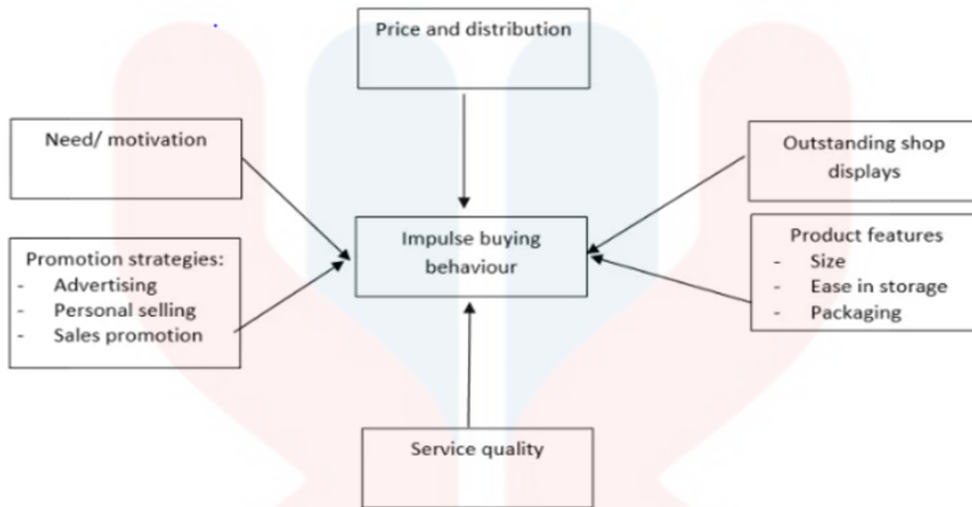 Price and distribution
Need/ motivation
Outstanding shop
displays
Impulse buying
behaviour
Promotion strategies:
- Advertising
- Personal selling
- Sales promotion
Product features
- Size
- Ease in storage
- Packaging
Service quality